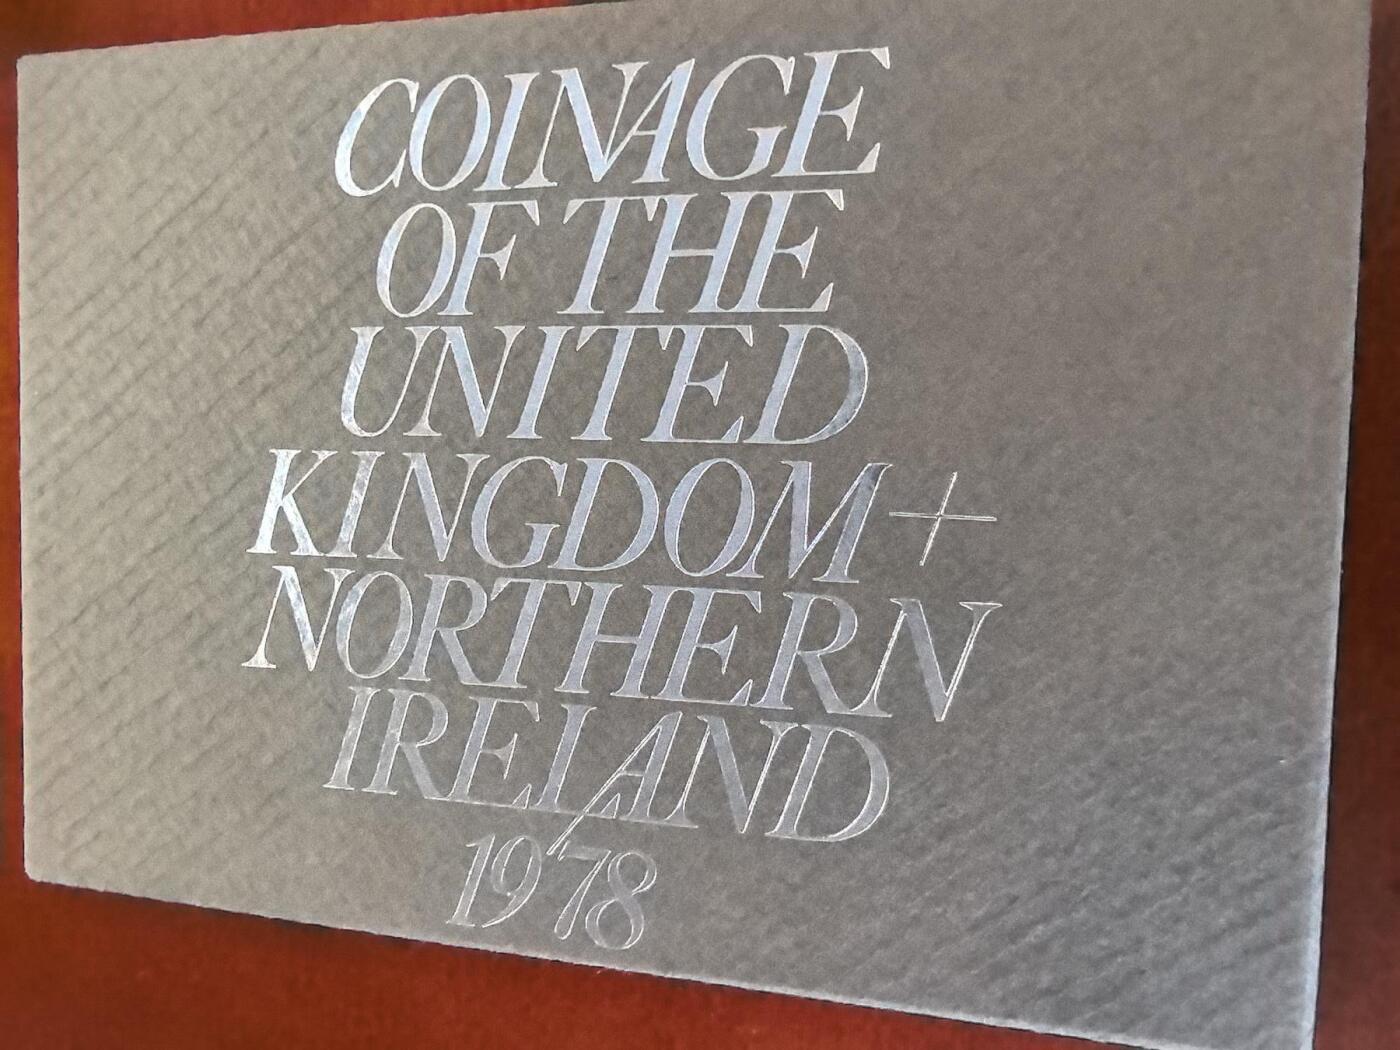 COINAGE
OF THE
UNITED
KINGDOM +
NORTHERN
IRELAND
1978